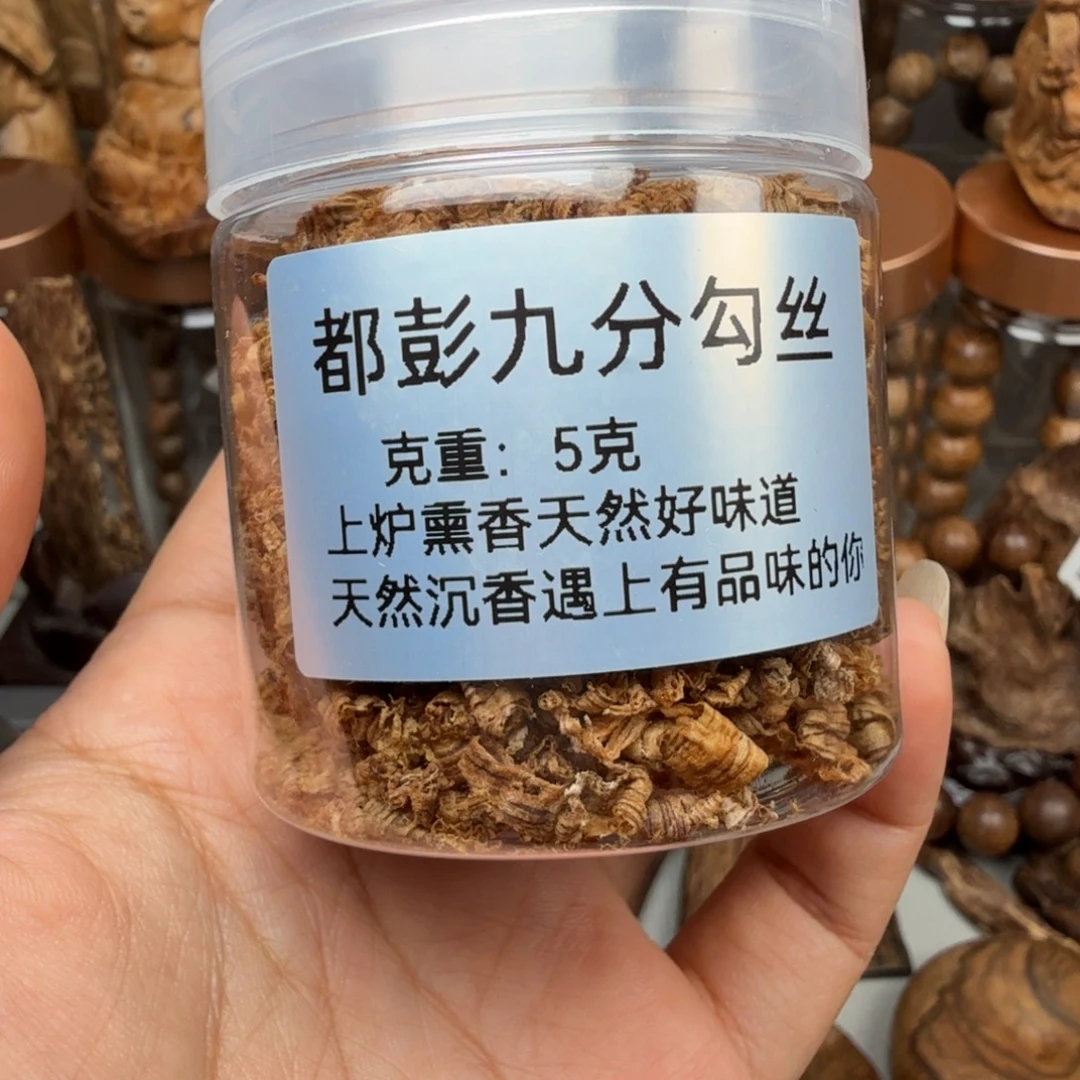 都彭九分勾丝
克重：5克
上炉熏香天然好味道
天然沉香遇上有品味的你